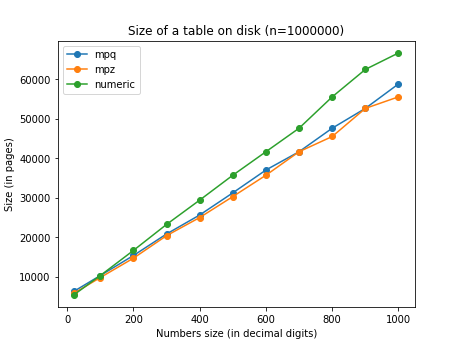 Size of a table on disk (n=1000000)
mpq
mpz
numeric
Size (in pages)
60000
50000
40000
30000
20000
10000
0
200
400
600
800
1000
Numbers size (in decimal digits)